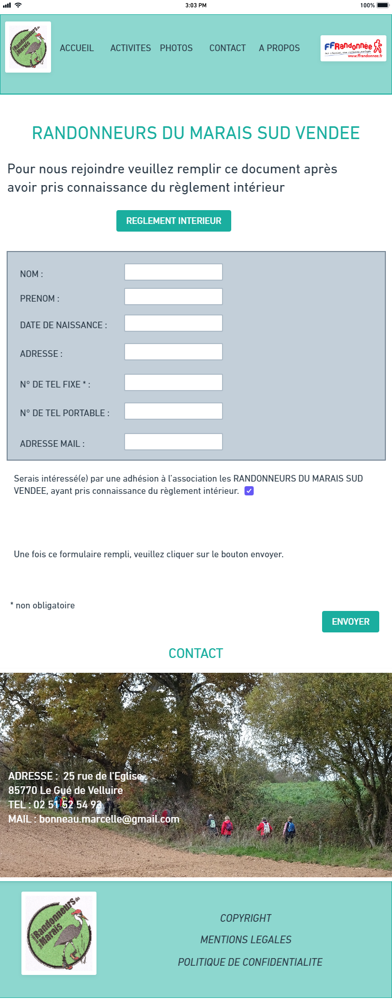 3:03 PM
100%
Les Randonneurs du Marais
ACCUEIL ACTIVITES PHOTOS CONTACT A PROPOS
FFRandonnée
les chemins, une richesse partagée
www.ffrandonnee.fr
RANDONNEURS DU MARAIS SUD VENDEE
Pour nous rejoindre veuillez remplir ce document après
avoir pris connaissance du règlement intérieur
REGLEMENT INTERIEUR
NOM :
PRENOM :
DATE DE NAISSANCE :
ADRESSE :
N° DE TEL FIXE * :
N° DE TEL PORTABLE :
ADRESSE MAIL :
Serais intéressé(e) par une adhésion à l'association les RANDONNEURS DU MARAIS SUD
VENDEE, ayant pris connaissance du règlement intérieur.
Une fois ce formulaire rempli, veuillez cliquer sur le bouton envoyer.
* non obligatoire
ENVOYER
CONTACT
ADRESSE : 25 rue de l'Eglise
85770 Le Gué de Velluire
TEL : 02 51 52 54 93
MAIL : bonneau.marcelle@gmail.com
Randonneurs du
Marais
COPYRIGHT
MENTIONS LEGALES
POLITIQUE DE CONFIDENTIALITE